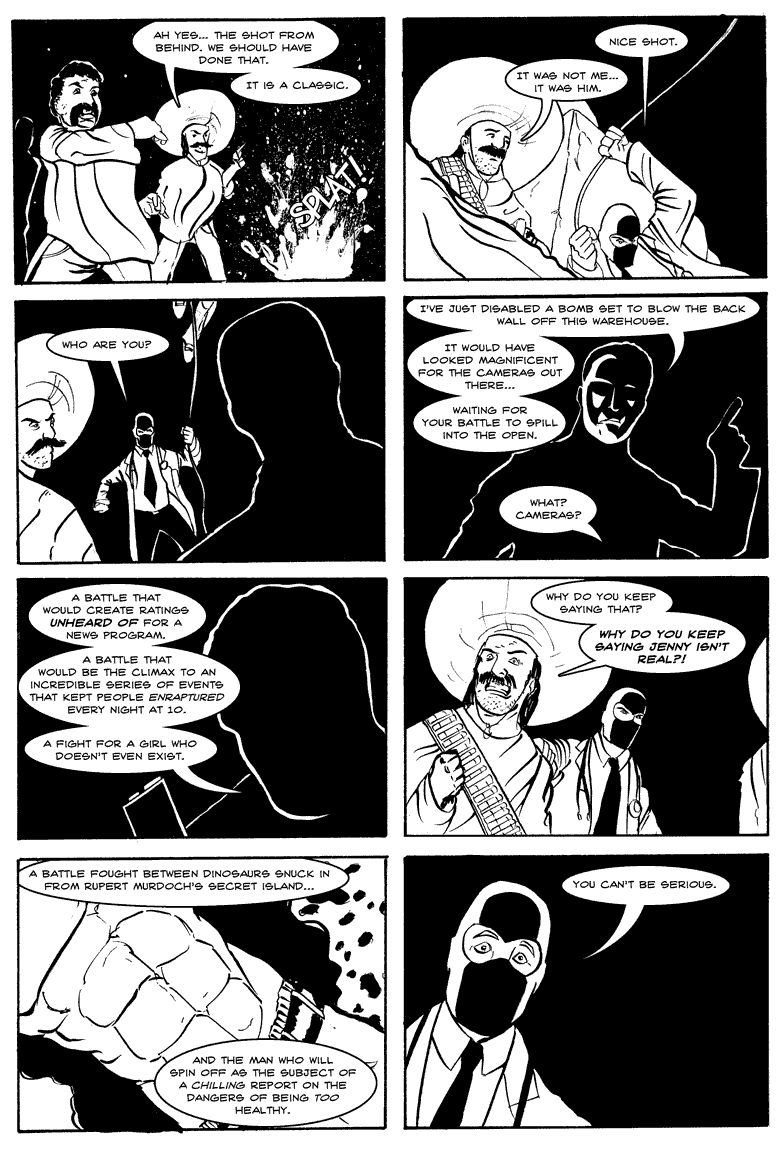 AH YES... THE SHOT FROM
BEHIND. WE SHOULD HAVE
DONE THAT.
IT IS A CLASSIC.
SPLAT!
NICE SHOT.
IT WAS NOT ME...
IT WAS HIM.
WHO ARE YOU?
I'VE JUST DISABLED A BOMB SET TO BLOW THE BACK
WALL OFF THIS WAREHOUSE.
IT WOULD HAVE
LOOKED MAGNIFICENT
FOR THE CAMERAS OUT
THERE...
WAITING FOR
YOUR BATTLE TO SPILL
INTO THE OPEN.
WHAT?
CAMERAS?
A BATTLE THAT
WOULD CREATE RATINGS
UNHEARD OF FOR A
NEWS PROGRAM.
A BATTLE THAT
WOULD BE THE CLIMAX TO AN
INCREDIBLE SERIES OF EVENTS
THAT KEPT PEOPLE ENRAPTURED
EVERY NIGHT AT 10.
A FIGHT FOR A GIRL WHO
DOESN'T EVEN EXIST.
WHY DO YOU KEEP
SAYING THAT?
WHY DO YOU KEEP
SAYING JENNY ISN'T
REAL?!
A BATTLE FOUGHT BETWEEN DINOSAURS SNUCK IN
FROM RUPERT MURDOCH'S SECRET ISLAND...
AND THE MAN WHO WILL
SPIN OFF AS THE SUBJECT OF
A CHILLING REPORT ON THE
DANGERS OF BEING TOO
HEALTHY.
YOU CAN'T BE SERIOUS.